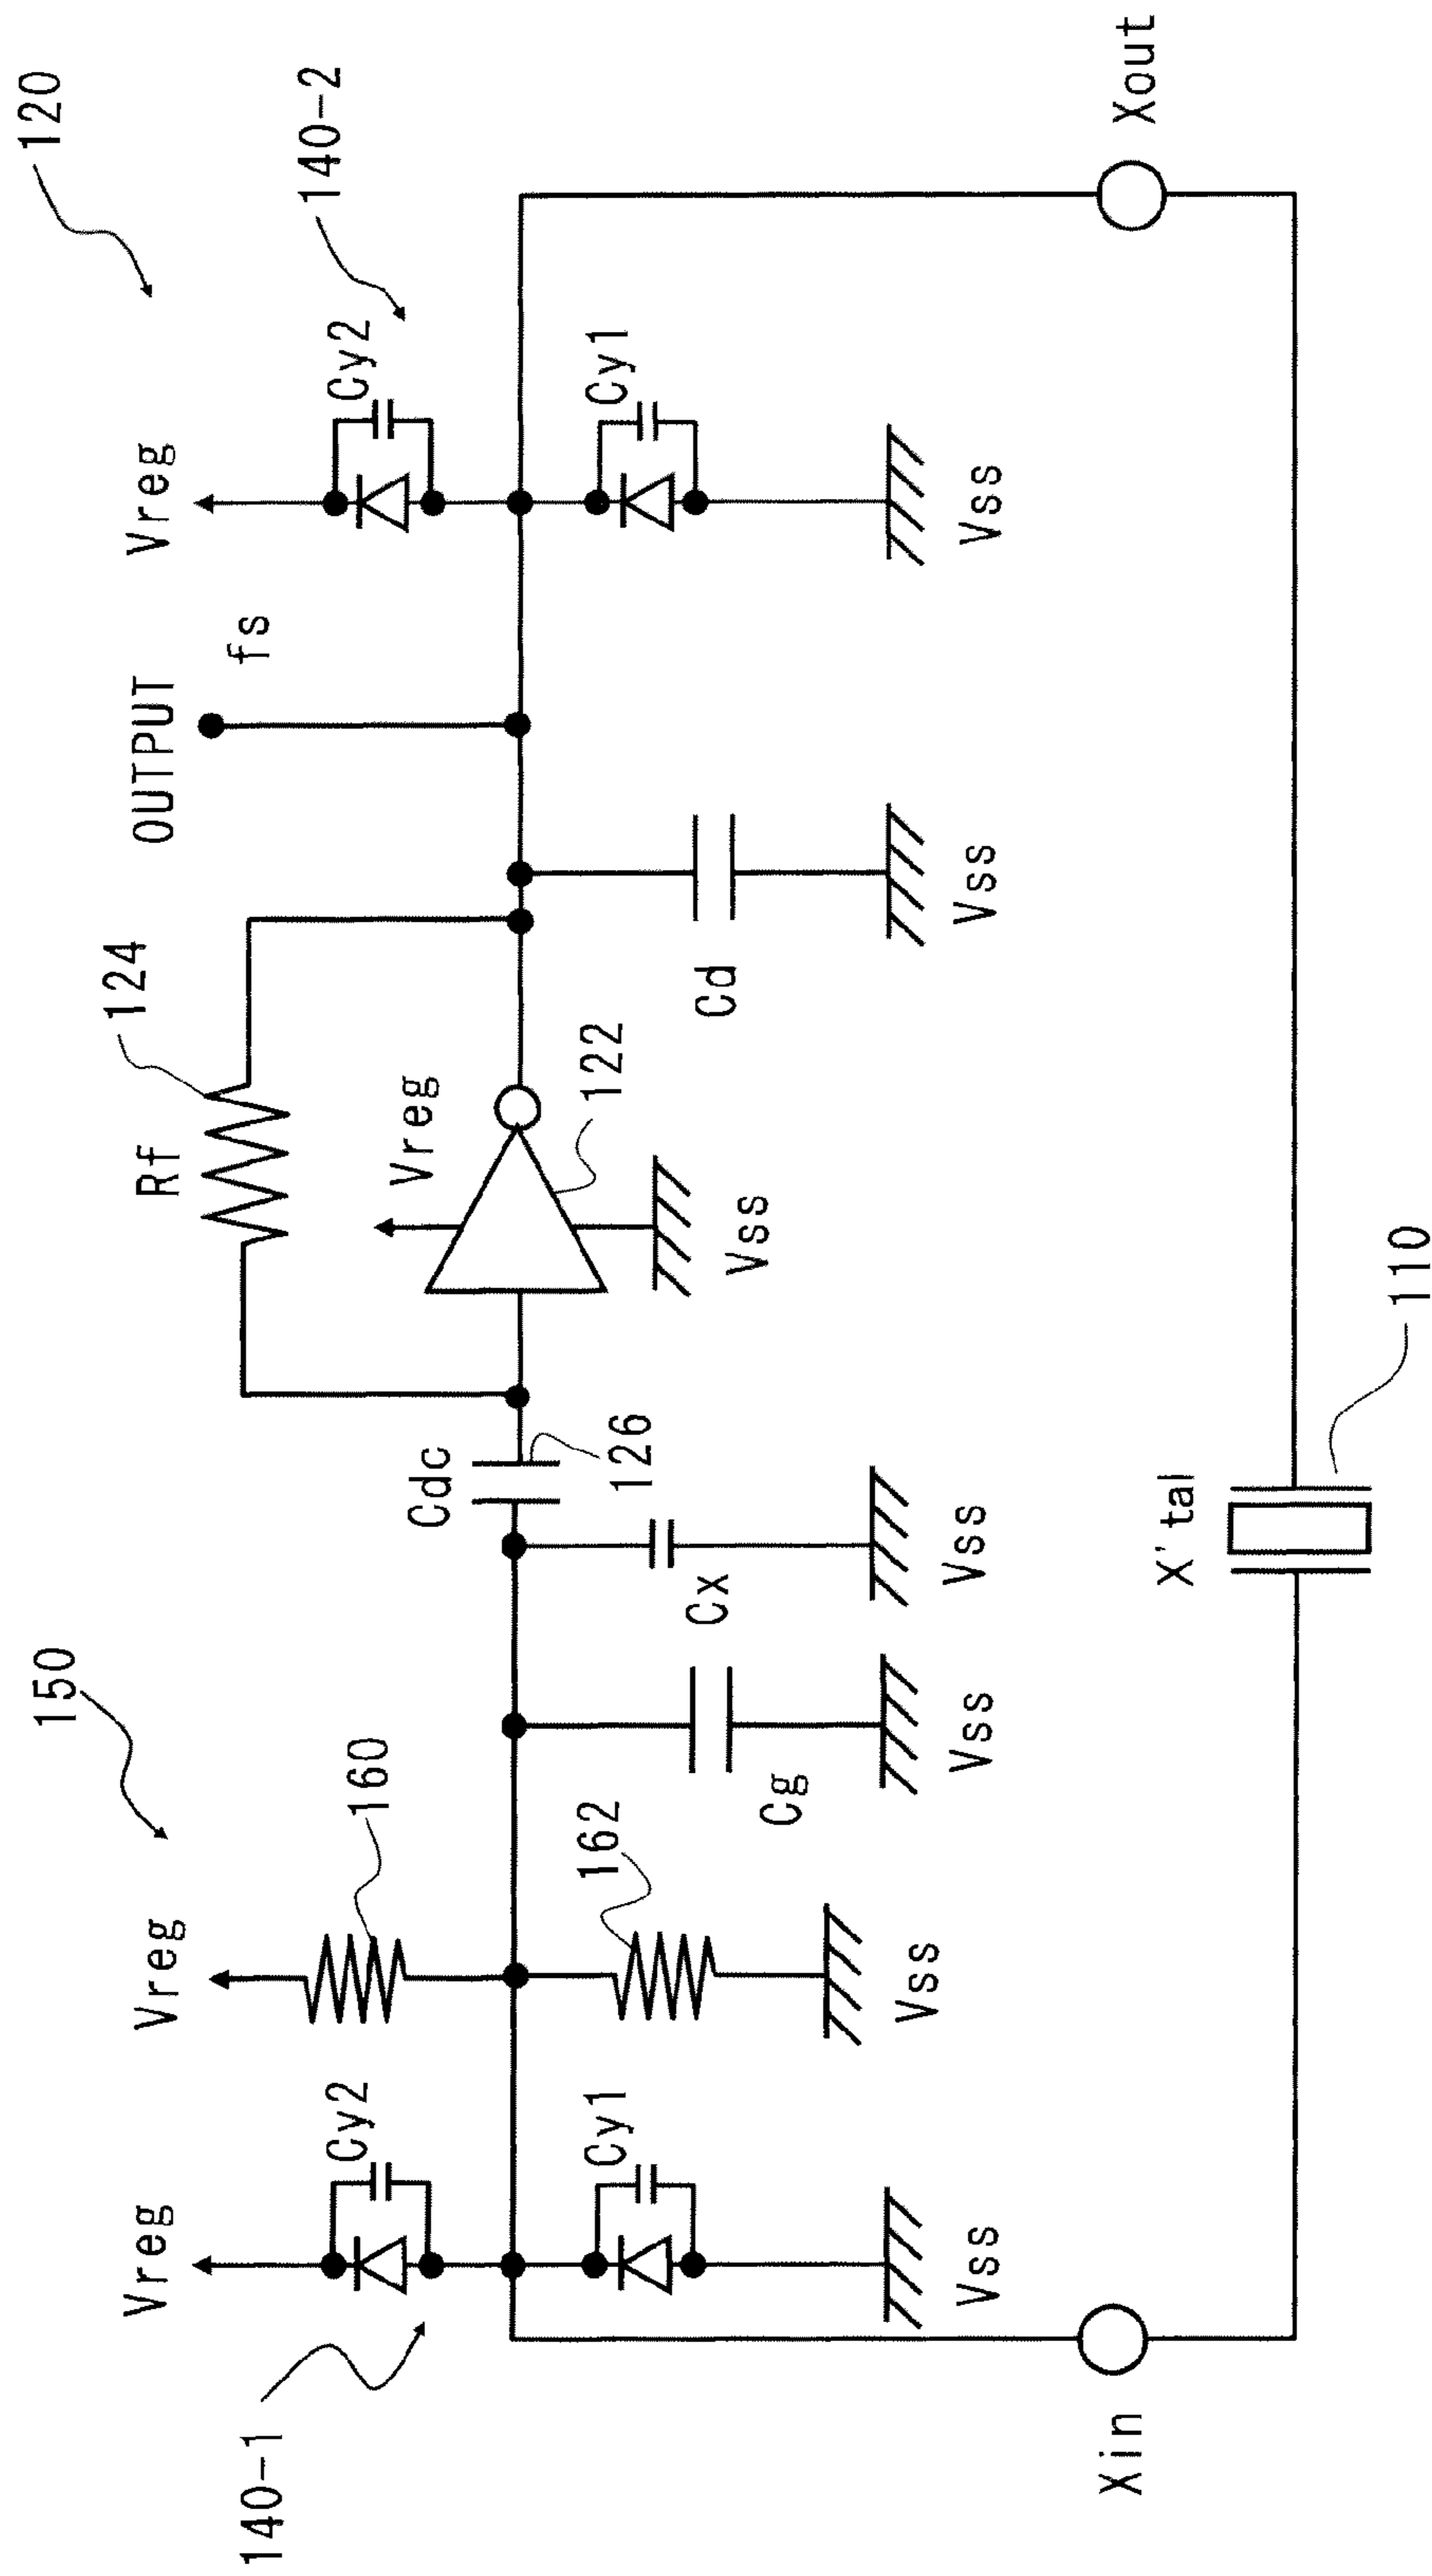 120
150
140-2
140-1
Vreg
Cy2
Cy1
Vss
Vreg
160
162
Vss
Cg
Vss
Cx
Vss
Cdc
126
Rf
124
Vreg
122
Vss
Cd
Vss
OUTPUT
fs
Vreg
Cy2
Cy1
Vss
Xin
X'tal
110
Xout